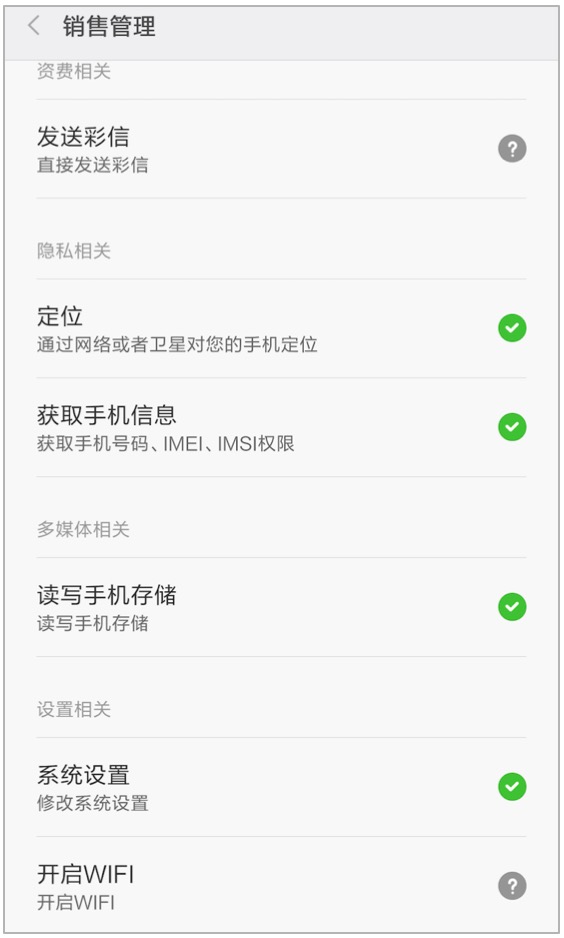 销售管理
资费相关
发送彩信
直接发送彩信
隐私相关
定位
通过网络或者卫星对您的手机定位
获取手机信息
获取手机号码、IMEI、IMSI权限
多媒体相关
读写手机存储
读写手机存储
设置相关
系统设置
修改系统设置
开启WIFI
开启WIFI